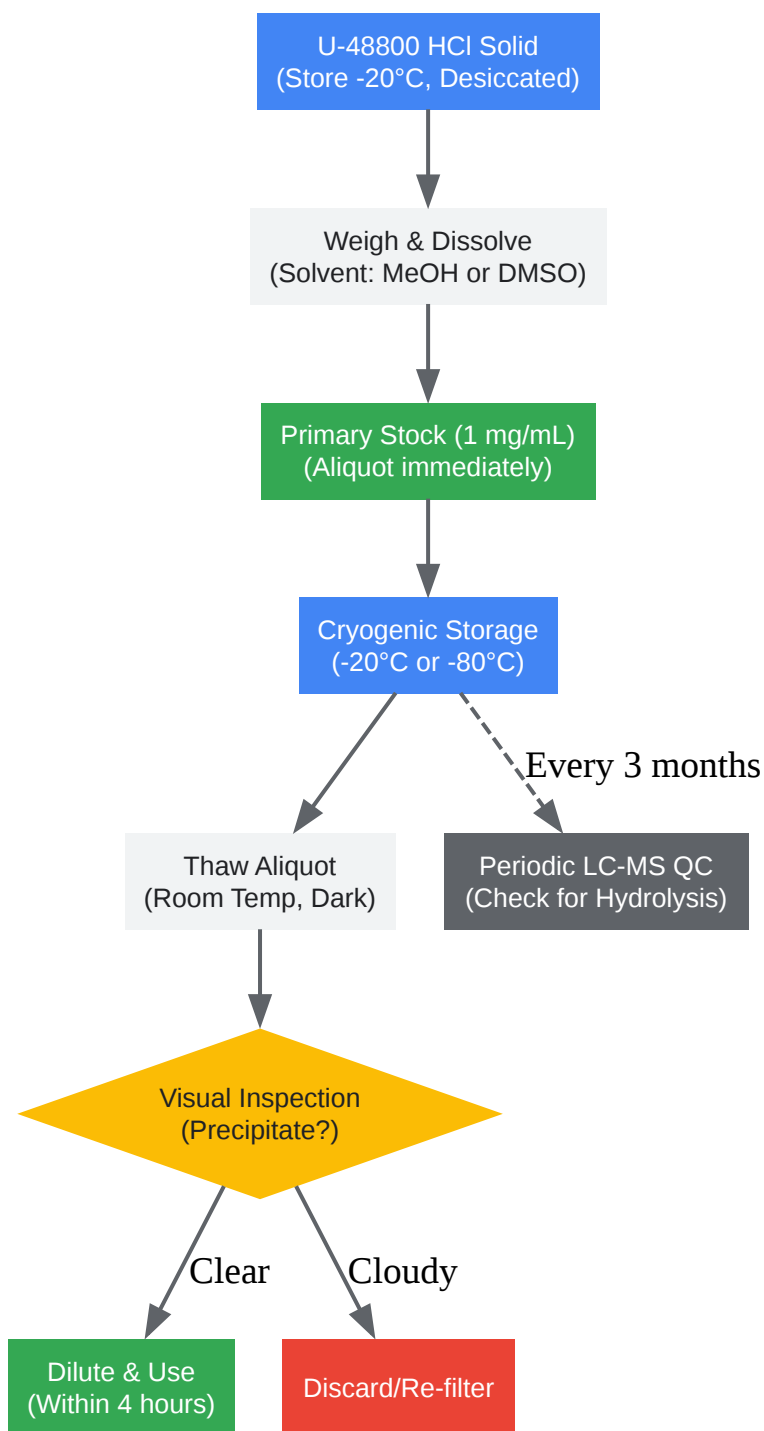 U-48800 HCl Solid
(Store -20°C, Desiccated)
Weigh & Dissolve
(Solvent: MeOH or DMSO)
Primary Stock (1 mg/mL)
(Aliquot immediately)
Cryogenic Storage
(-20°C or -80°C)
Every 3 months
Thaw Aliquot
(Room Temp, Dark)
Periodic LC-MS QC
(Check for Hydrolysis)
Visual Inspection
(Precipitate?)
Clear
Cloudy
Dilute & Use
(Within 4 hours)
Discard/Re-filter